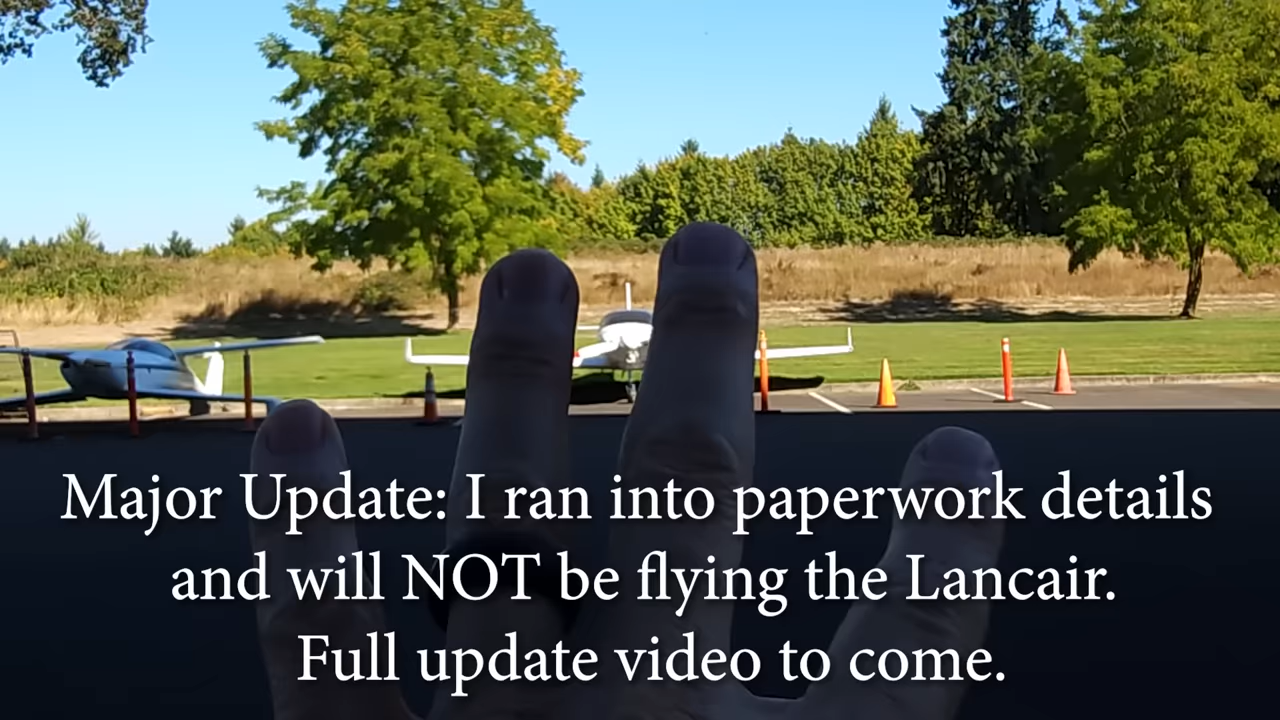 Major Update: I ran into paperwork details
and will NOT be flying the Lancair.
Full update video to come.